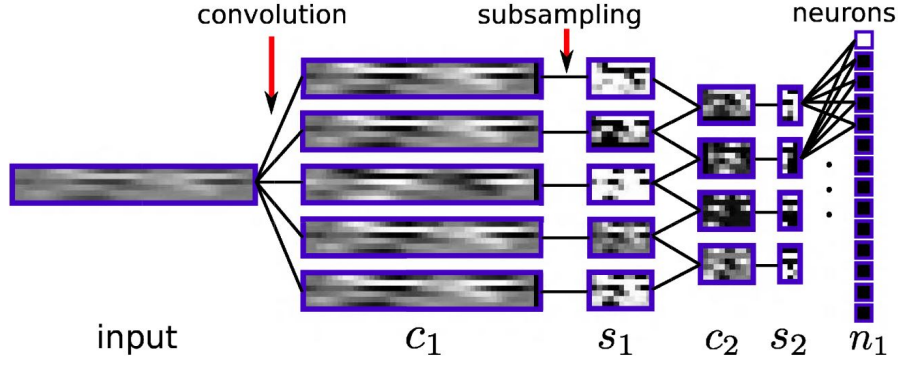 convolution
subsampling
neurons
input
c₁
s₁
c₂
s₂
n₁